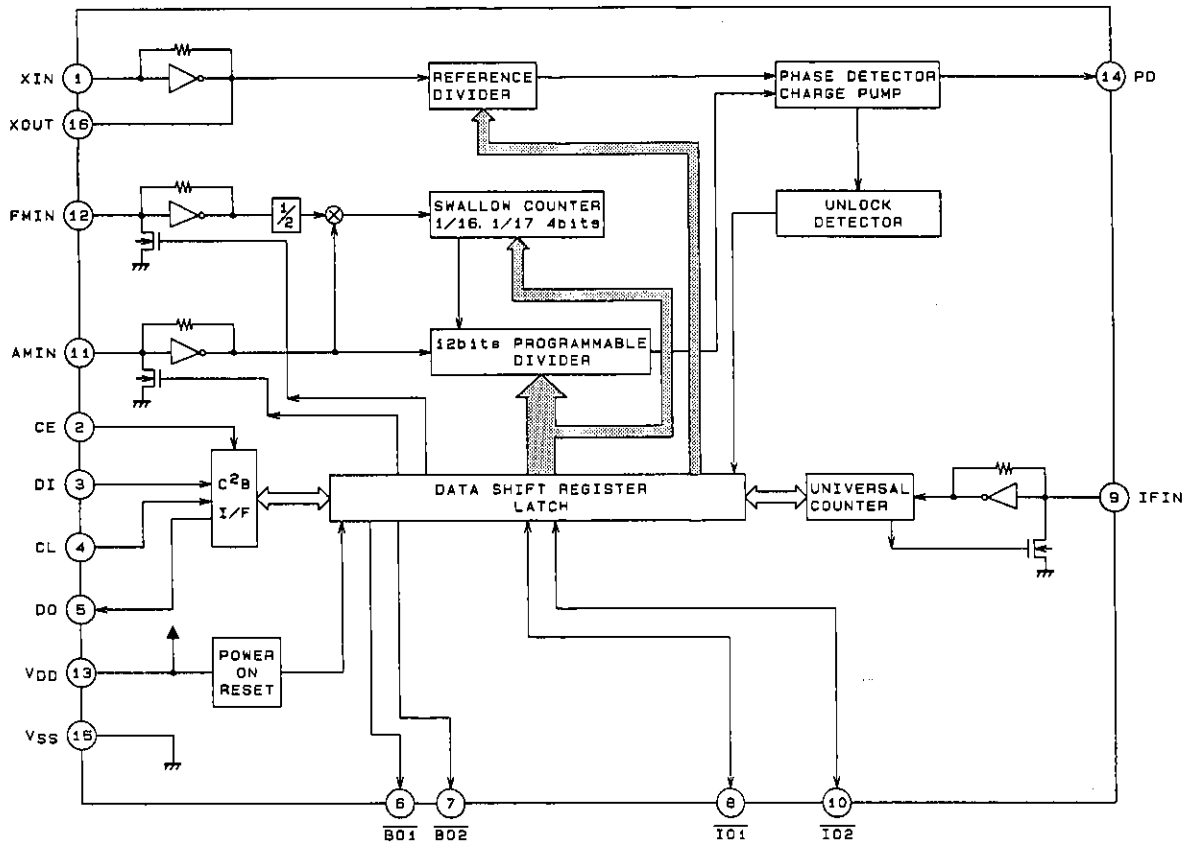 XIN 1
REFERENCE
DIVIDER
PHASE DETECTOR
CHARGE PUMP
14 PD
XOUT 16
FMIN 12
1/2
SWALLOW COUNTER
1/16, 1/17 4bits
UNLOCK
DETECTOR
AMIN 11
12bits PROGRAMMABLE
DIVIDER
CE 2
DI 3
C²B
I/F
DATA SHIFT REGISTER
LATCH
UNIVERSAL
COUNTER
9 IFIN
CL 4
DO 5
VDD 13
POWER
ON
RESET
VSS 15
6
7
8
10
BO1
BO2
IO1
IO2